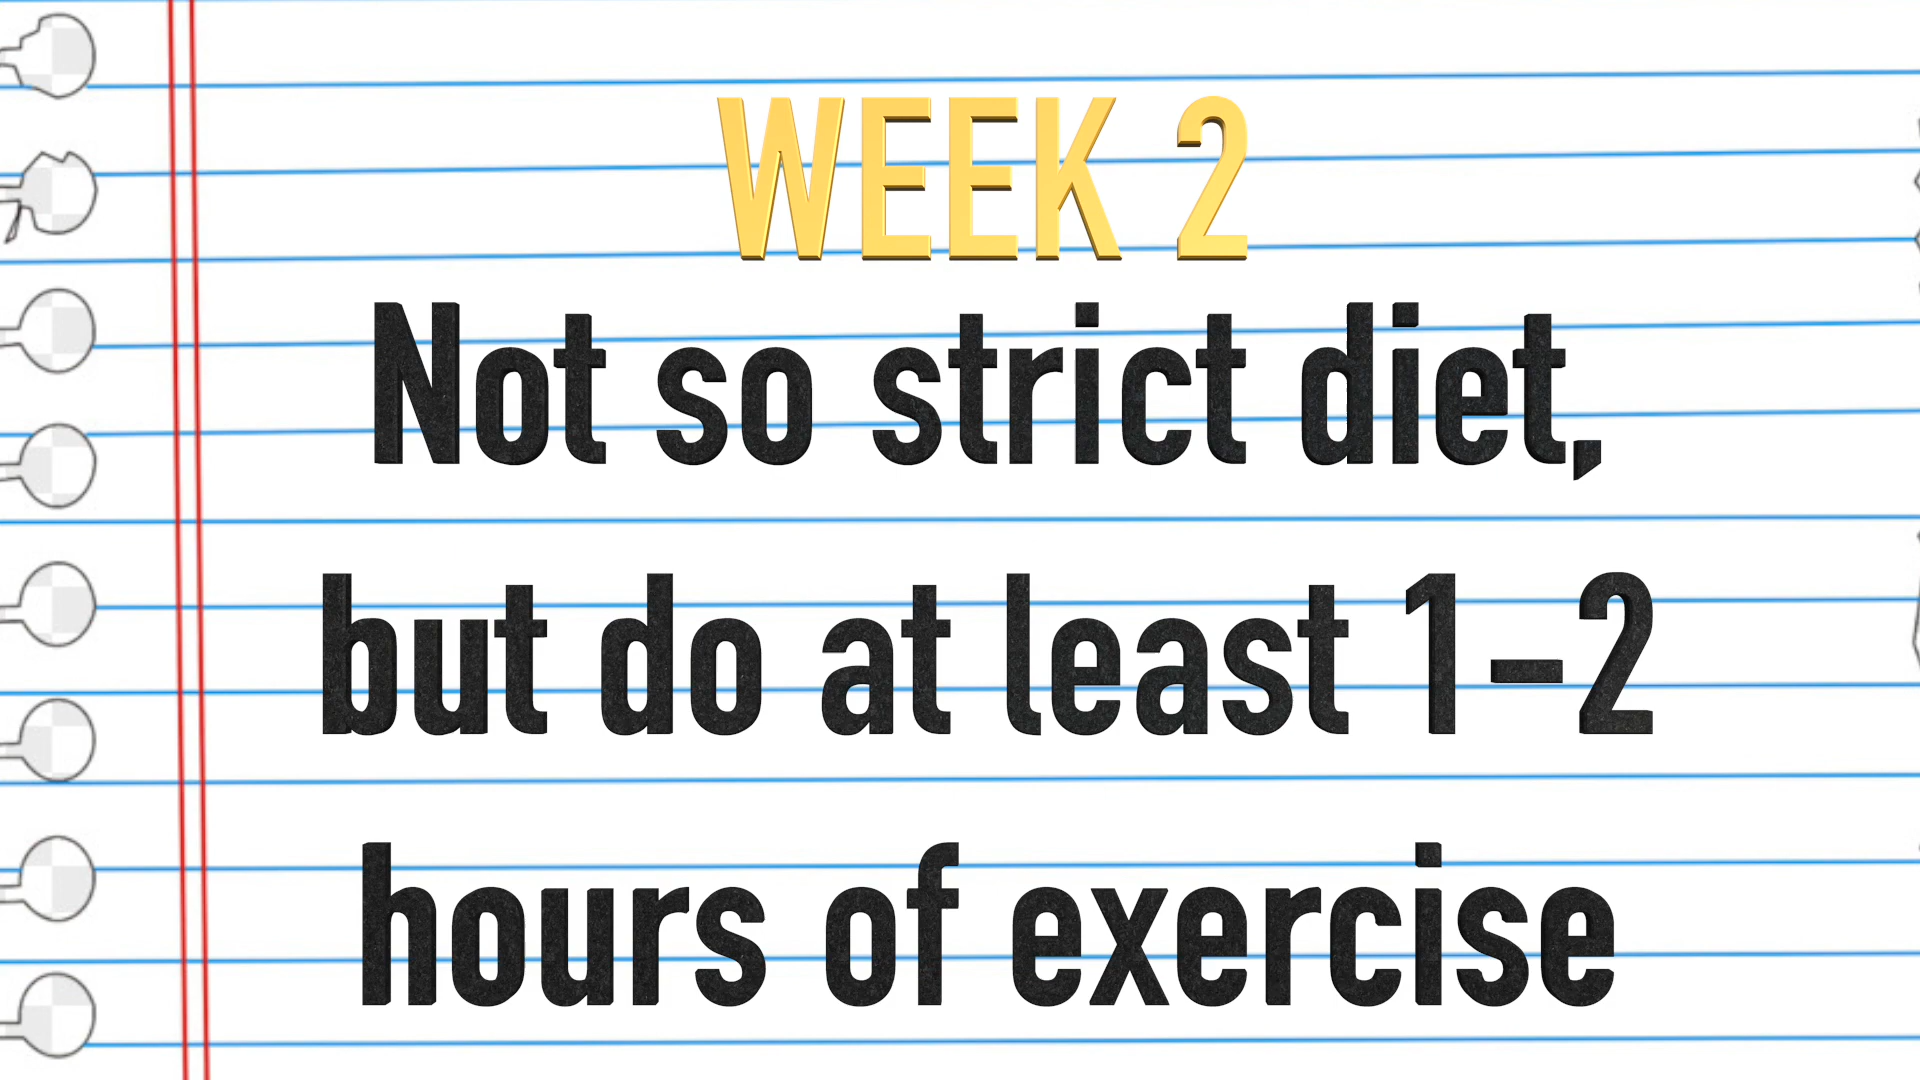 WEEK 2
Not so strict diet,
but do at least 1-2
hours of exercise